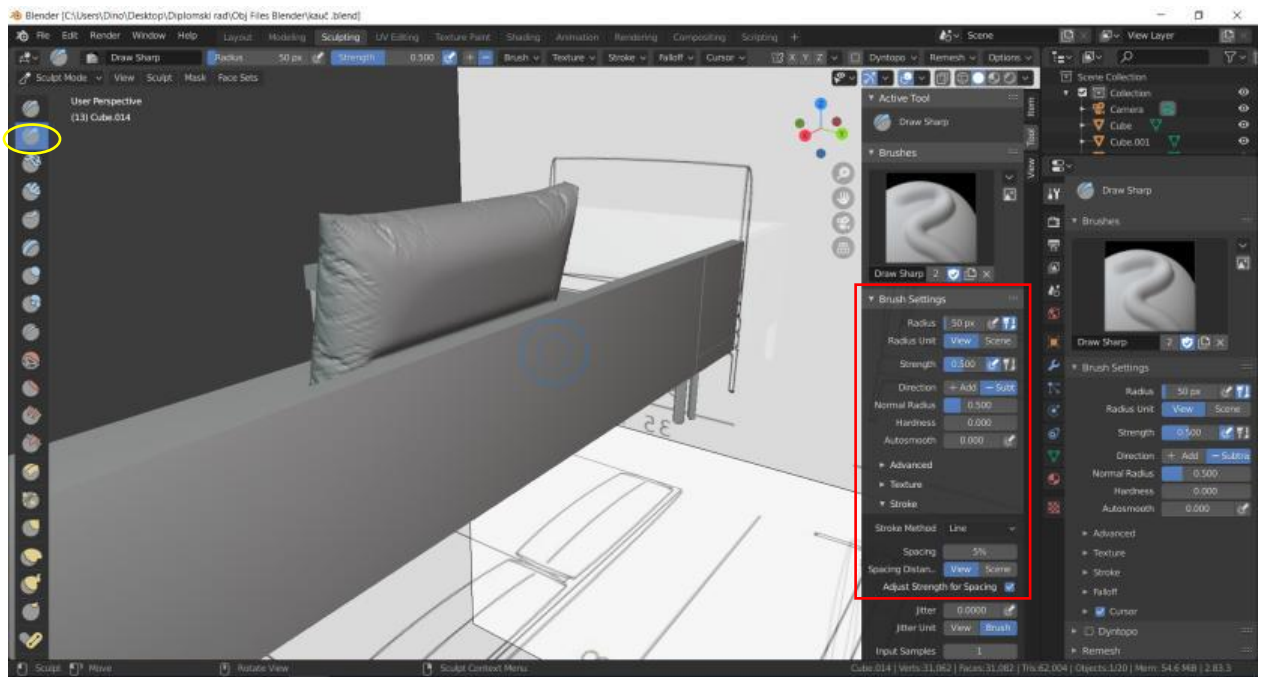 Blender [C:\Users\Dino\Desktop\Diplomski rad\Obj Files Blender\kauč .blend]
File Edit Render Window Help Layout Modeling Sculpting UV Editing Texture Paint Shading Animation Rendering Compositing Scripting + Scene View Layer
Draw Sharp Radius 50 px Strength 0.500 + − Brush Texture Stroke Falloff Cursor X Y Z Dyntopo Remesh Options
Sculpt Mode View Sculpt Mask Face Sets
User Perspective
(13) Cube.014
35
Active Tool
Draw Sharp
Brushes
Draw Sharp 2
Brush Settings
Radius 50 px
Radius Unit View Scene
Strength 0.500
Direction + Add − Subt
Normal Radius 0.500
Hardness 0.000
Autosmooth 0.000
Advanced
Texture
Stroke
Stroke Method Line
Spacing 5%
Spacing Distan.. View Scene
Adjust Strength for Spacing
Jitter 0.0000
Jitter Unit View Brush
Input Samples 1
Item
Tool
View
Scene Collection
Collection
Camera
Cube
Cube.001
Draw Sharp
Brushes
Draw Sharp 2
Brush Settings
Radius 50 px
Radius Unit View Scene
Strength 0.500
Direction + Add − Subtra
Normal Radius 0.500
Hardness 0.000
Autosmooth 0.000
Advanced
Texture
Stroke
Falloff
Cursor
Dyntopo
Remesh
Sculpt Move Rotate View Sculpt Context Menu Cube.014 | Verts:31,062 | Faces:31,082 | Tris:62,004 | Objects:1/20 | Mem: 54.6 MB | 2.83.3